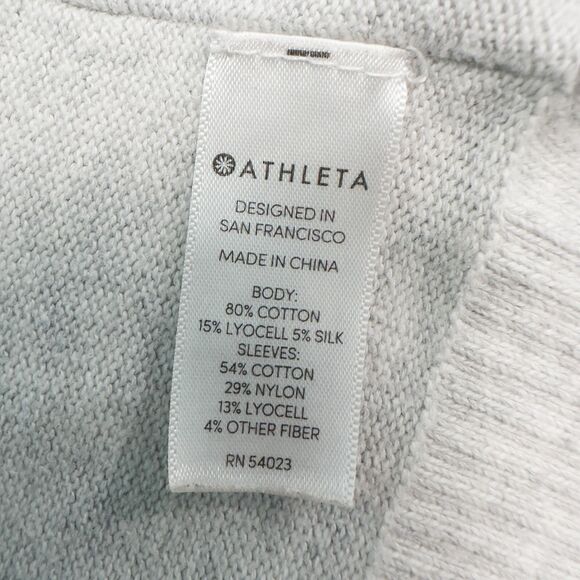 ATHLETA
DESIGNED IN
SAN FRANCISCO
MADE IN CHINA
BODY:
80% COTTON
15% LYOCELL 5% SILK
SLEEVES:
54% COTTON
29% NYLON
13% LYOCELL
4% OTHER FIBER
RN 54023